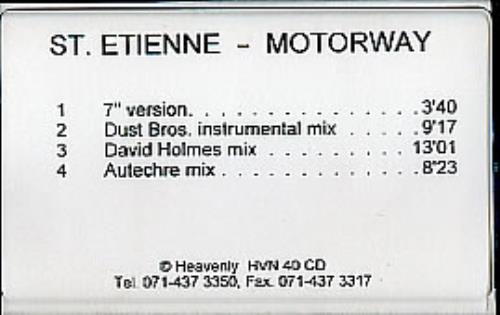 ST. ETIENNE - MOTORWAY
1 7" version. . . . . . . . . . . . . . . 3'40
2 Dust Bros. instrumental mix . . . . . . 9'17
3 David Holmes mix . . . . . . . . . . 13'01
4 Autechre mix . . . . . . . . . . . . . . 8'23
© Heavenly HVN 40 CD
Tel. 071-437 3350, Fax. 071-437 3317